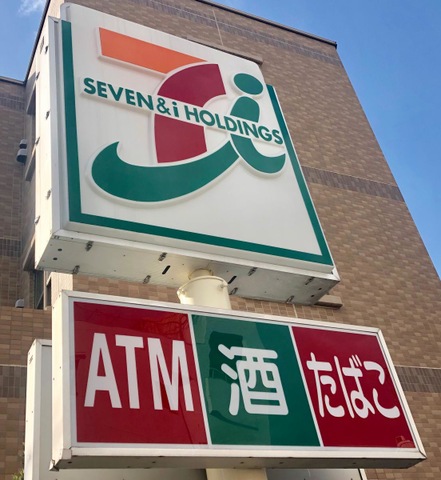 SEVEN&i HOLDINGS
ATM 酒 たばこ